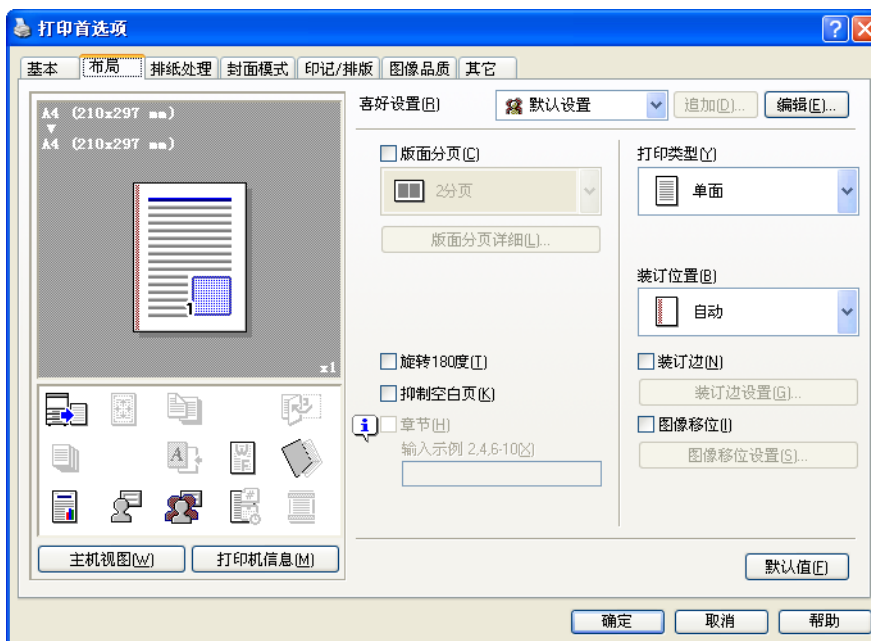 打印首选项
基本 布局 排纸处理 封面模式 印记/排版 图像品质 其它
A4 (210x297 mm)
A4 (210x297 mm)
1
x1
主机视图(W) 打印机信息(M)
喜好设置(R) 默认设置 追加(D)... 编辑(E)...
版面分页(C)
2分页
版面分页详细(L)...
旋转180度(T)
抑制空白页(K)
章节(H)
输入示例 2,4,6-10(X)
打印类型(Y)
单面
装订位置(B)
自动
装订边(N)
装订边设置(G)...
图像移位(I)
图像移位设置(S)...
默认值(F)
确定 取消 帮助